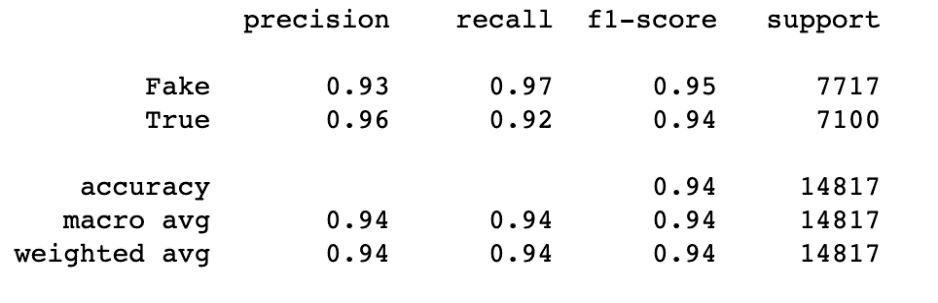 precision recall f1-score support
Fake 0.93 0.97 0.95 7717
True 0.96 0.92 0.94 7100
accuracy 0.94 14817
macro avg 0.94 0.94 0.94 14817
weighted avg 0.94 0.94 0.94 14817